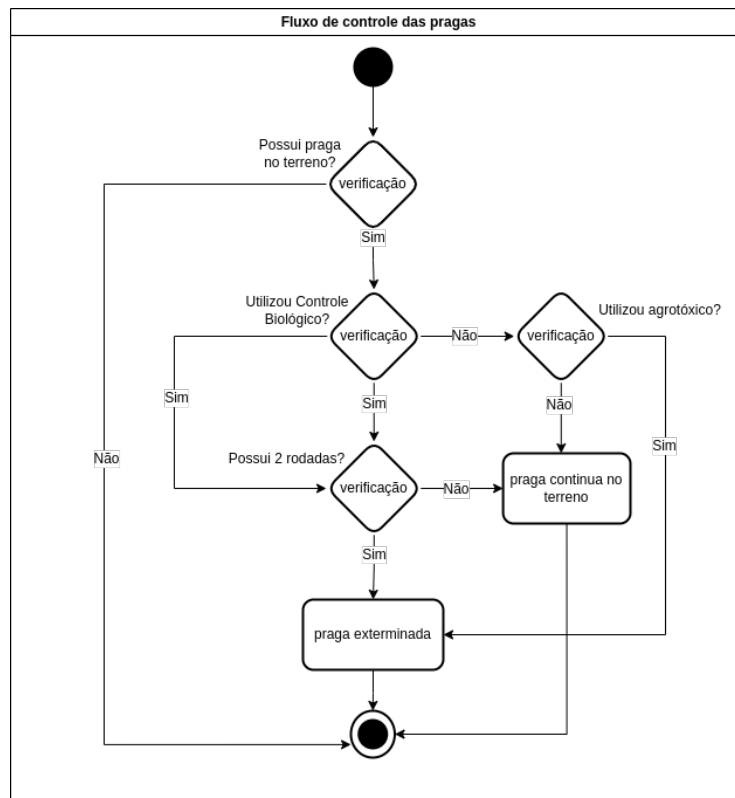 Fluxo de controle das pragas
Possui praga
no terreno?
verificação
Sim
Utilizou Controle
Biológico?
verificação
Não
verificação
Utilizou agrotóxico?
Sim
Sim
Não
Sim
Não
Possui 2 rodadas?
verificação
Não
praga continua no
terreno
Sim
praga exterminada